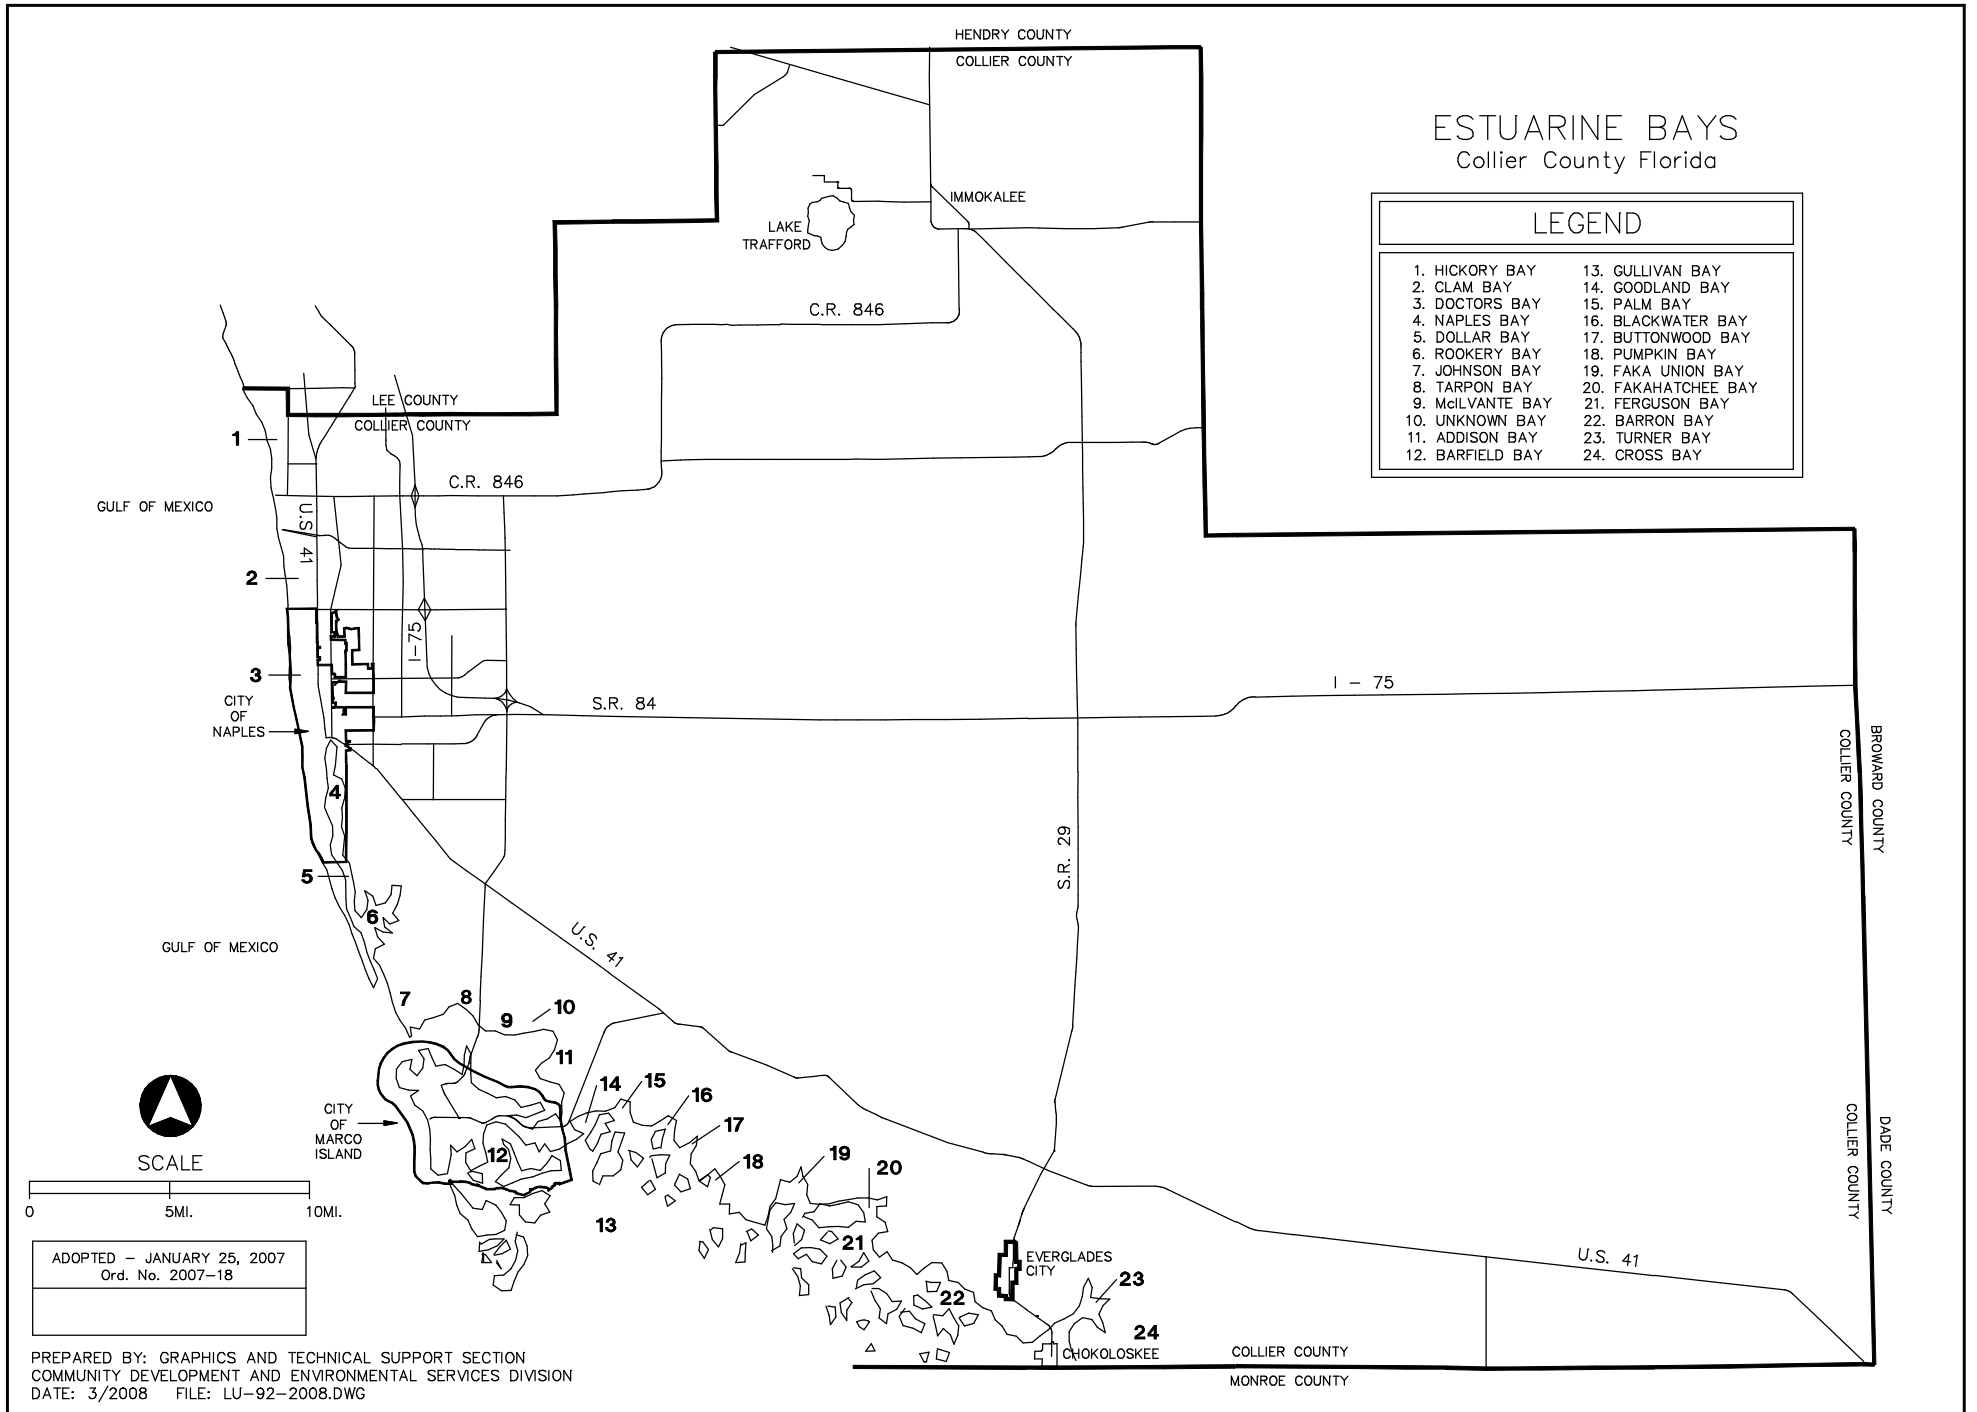 HENDRY COUNTY
COLLIER COUNTY
ESTUARINE BAYS
Collier County Florida
LEGEND
1. HICKORY BAY
2. CLAM BAY
3. DOCTORS BAY
4. NAPLES BAY
5. DOLLAR BAY
6. ROOKERY BAY
7. JOHNSON BAY
8. TARPON BAY
9. McILVANTE BAY
10. UNKNOWN BAY
11. ADDISON BAY
12. BARFIELD BAY
13. GULLIVAN BAY
14. GOODLAND BAY
15. PALM BAY
16. BLACKWATER BAY
17. BUTTONWOOD BAY
18. PUMPKIN BAY
19. FAKA UNION BAY
20. FAKAHATCHEE BAY
21. FERGUSON BAY
22. BARRON BAY
23. TURNER BAY
24. CROSS BAY
IMMOKALEE
LAKE
TRAFFORD
C.R. 846
LEE COUNTY
COLLIER COUNTY
1
C.R. 846
GULF OF MEXICO
U.S 41
2
I-75
3
CITY
OF
NAPLES
S.R. 84
I - 75
BROWARD COUNTY
COLLIER COUNTY
4
S.R. 29
5
6
U.S. 41
GULF OF MEXICO
7
8
9
10
11
14
15
16
17
18
19
20
CITY
OF
MARCO
ISLAND
12
13
21
22
DADE COUNTY
COLLIER COUNTY
SCALE
0 5MI. 10MI.
EVERGLADES
CITY
U.S. 41
23
24
CHOKOLOSKEE
COLLIER COUNTY
MONROE COUNTY
ADOPTED - JANUARY 25, 2007
Ord. No. 2007-18
PREPARED BY: GRAPHICS AND TECHNICAL SUPPORT SECTION
COMMUNITY DEVELOPMENT AND ENVIRONMENTAL SERVICES DIVISION
DATE: 3/2008 FILE: LU-92-2008.DWG